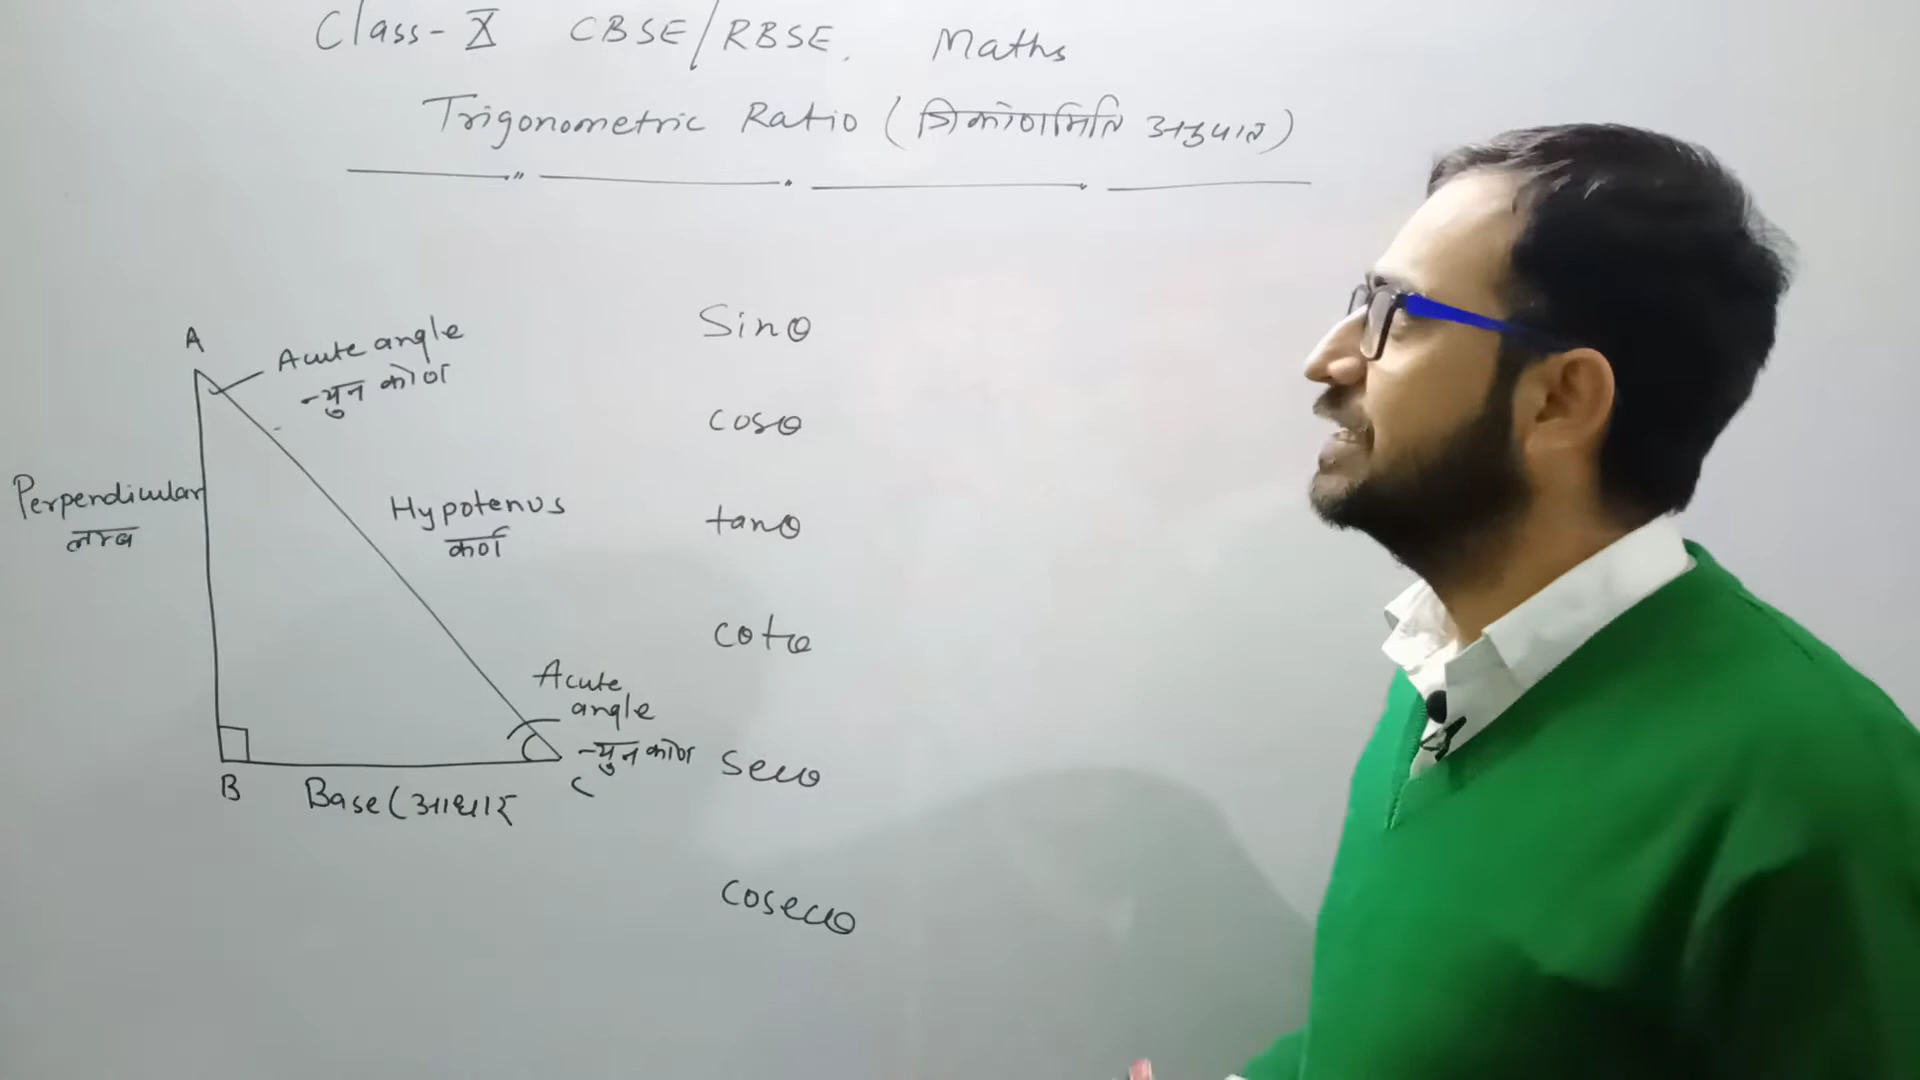 Class-X CBSE/RBSE. Maths
Trigonometric Ratio (त्रिकोणमिति अनुपात)
A
Acute angle
न्युन कोण
Perpendicular
लम्ब
Hypotenus
कर्ण
Acute
angle
न्युन कोण
B
C
Base (आधार
Sinθ
cosθ
tanθ
cotθ
secθ
cosecθ